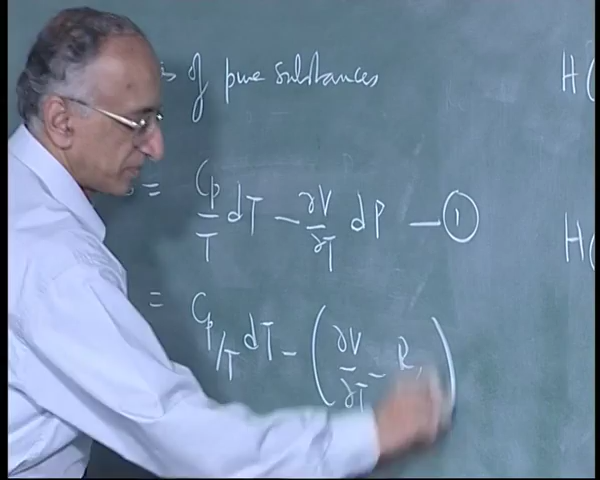 of pure substances
H(
= Cp/T dT - ∂V/∂T dP - ①
H(
= Cp/T dT - (∂V/∂T - R )